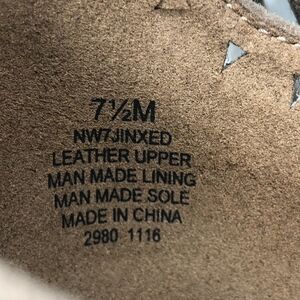 7½M
NW7JINXED
LEATHER UPPER
MAN MADE LINING
MAN MADE SOLE
MADE IN CHINA
2980 1116